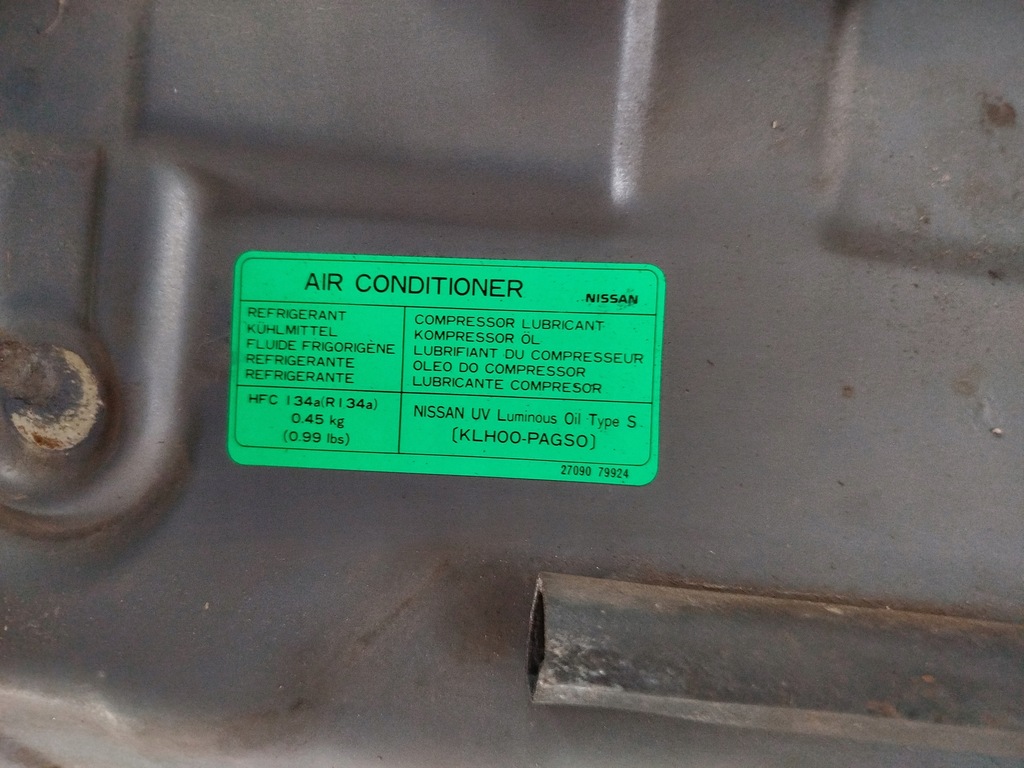 AIR CONDITIONER
NISSAN
REFRIGERANT
KÜHLMITTEL
FLUIDE FRIGORIGÈNE
REFRIGERANTE
REFRIGERANTE
COMPRESSOR LUBRICANT
KOMPRESSOR ÖL
LUBRIFIANT DU COMPRESSEUR
OLEO DO COMPRESSOR
LUBRICANTE COMPRESOR
HFC 134a(R134a)
0.45 kg
(0.99 lbs)
NISSAN UV Luminous Oil Type S
(KLH00-PAGS0)
27090 79924